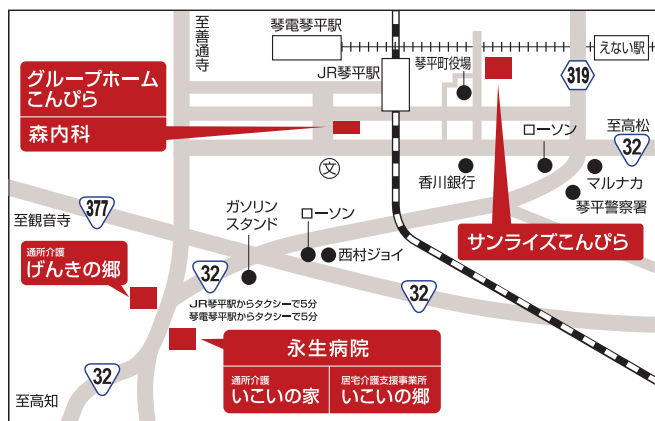 至善通寺
琴電琴平駅
えない駅
JR琴平駅
琴平町役場
319
グループホーム
こんぴら
森内科
至高松
32
ローソン
文
香川銀行
マルナカ
琴平警察署
377
至観音寺
ガソリン
スタンド
ローソン
西村ジョイ
サンライズこんぴら
通所介護
げんきの郷
32
32
JR琴平駅からタクシーで5分
琴電琴平駅からタクシーで5分
永生病院
通所介護
いこいの家
居宅介護支援事業所
いこいの郷
32
至高知